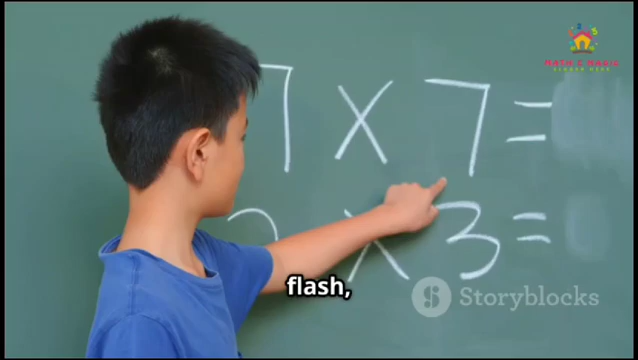 7 X 7 =
X 3 =
flash,
Storyblocks